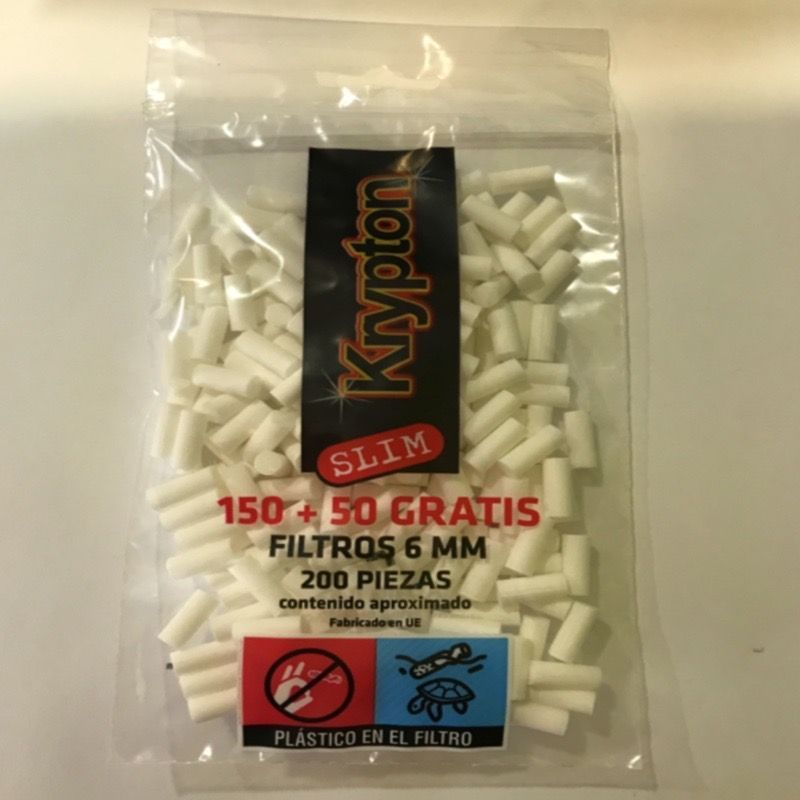 Krypton
SLIM
150 + 50 GRATIS
FILTROS 6 MM
200 PIEZAS
contenido aproximado
Fabricado en UE
PLÁSTICO EN EL FILTRO